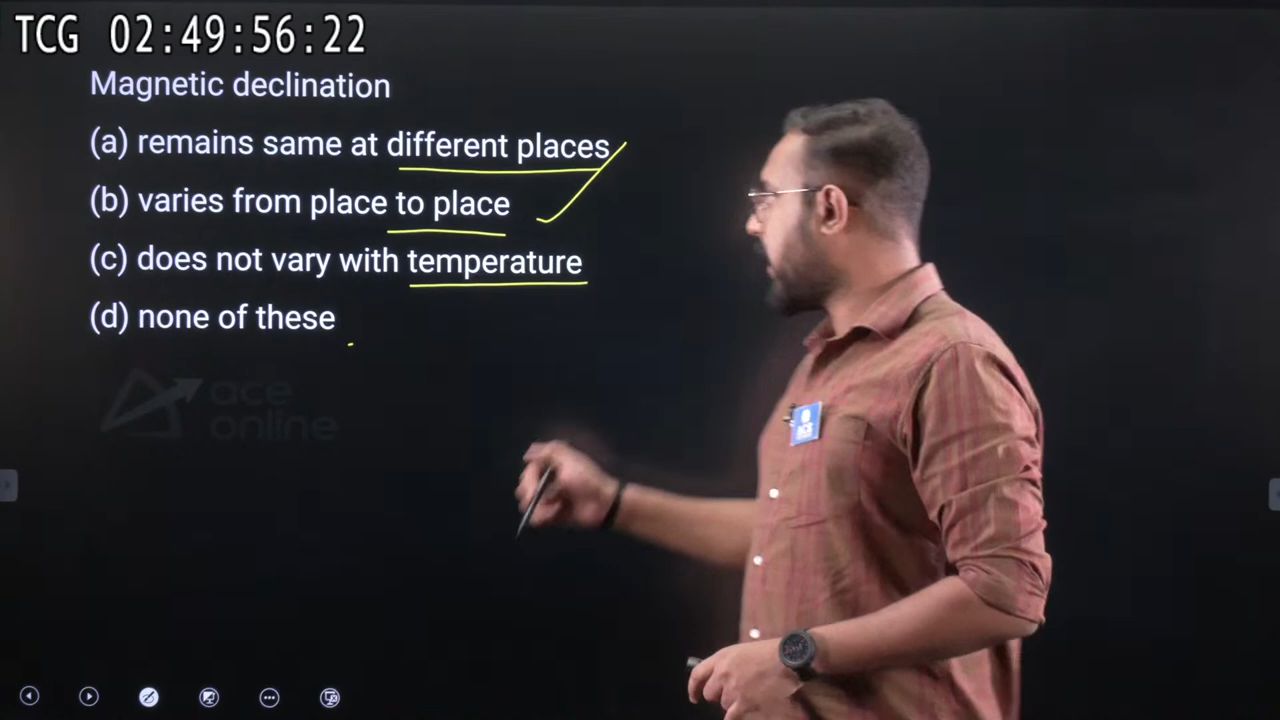 TCG 02:49:56:22
Magnetic declination
(a) remains same at different places
(b) varies from place to place
(c) does not vary with temperature
(d) none of these
ace
online